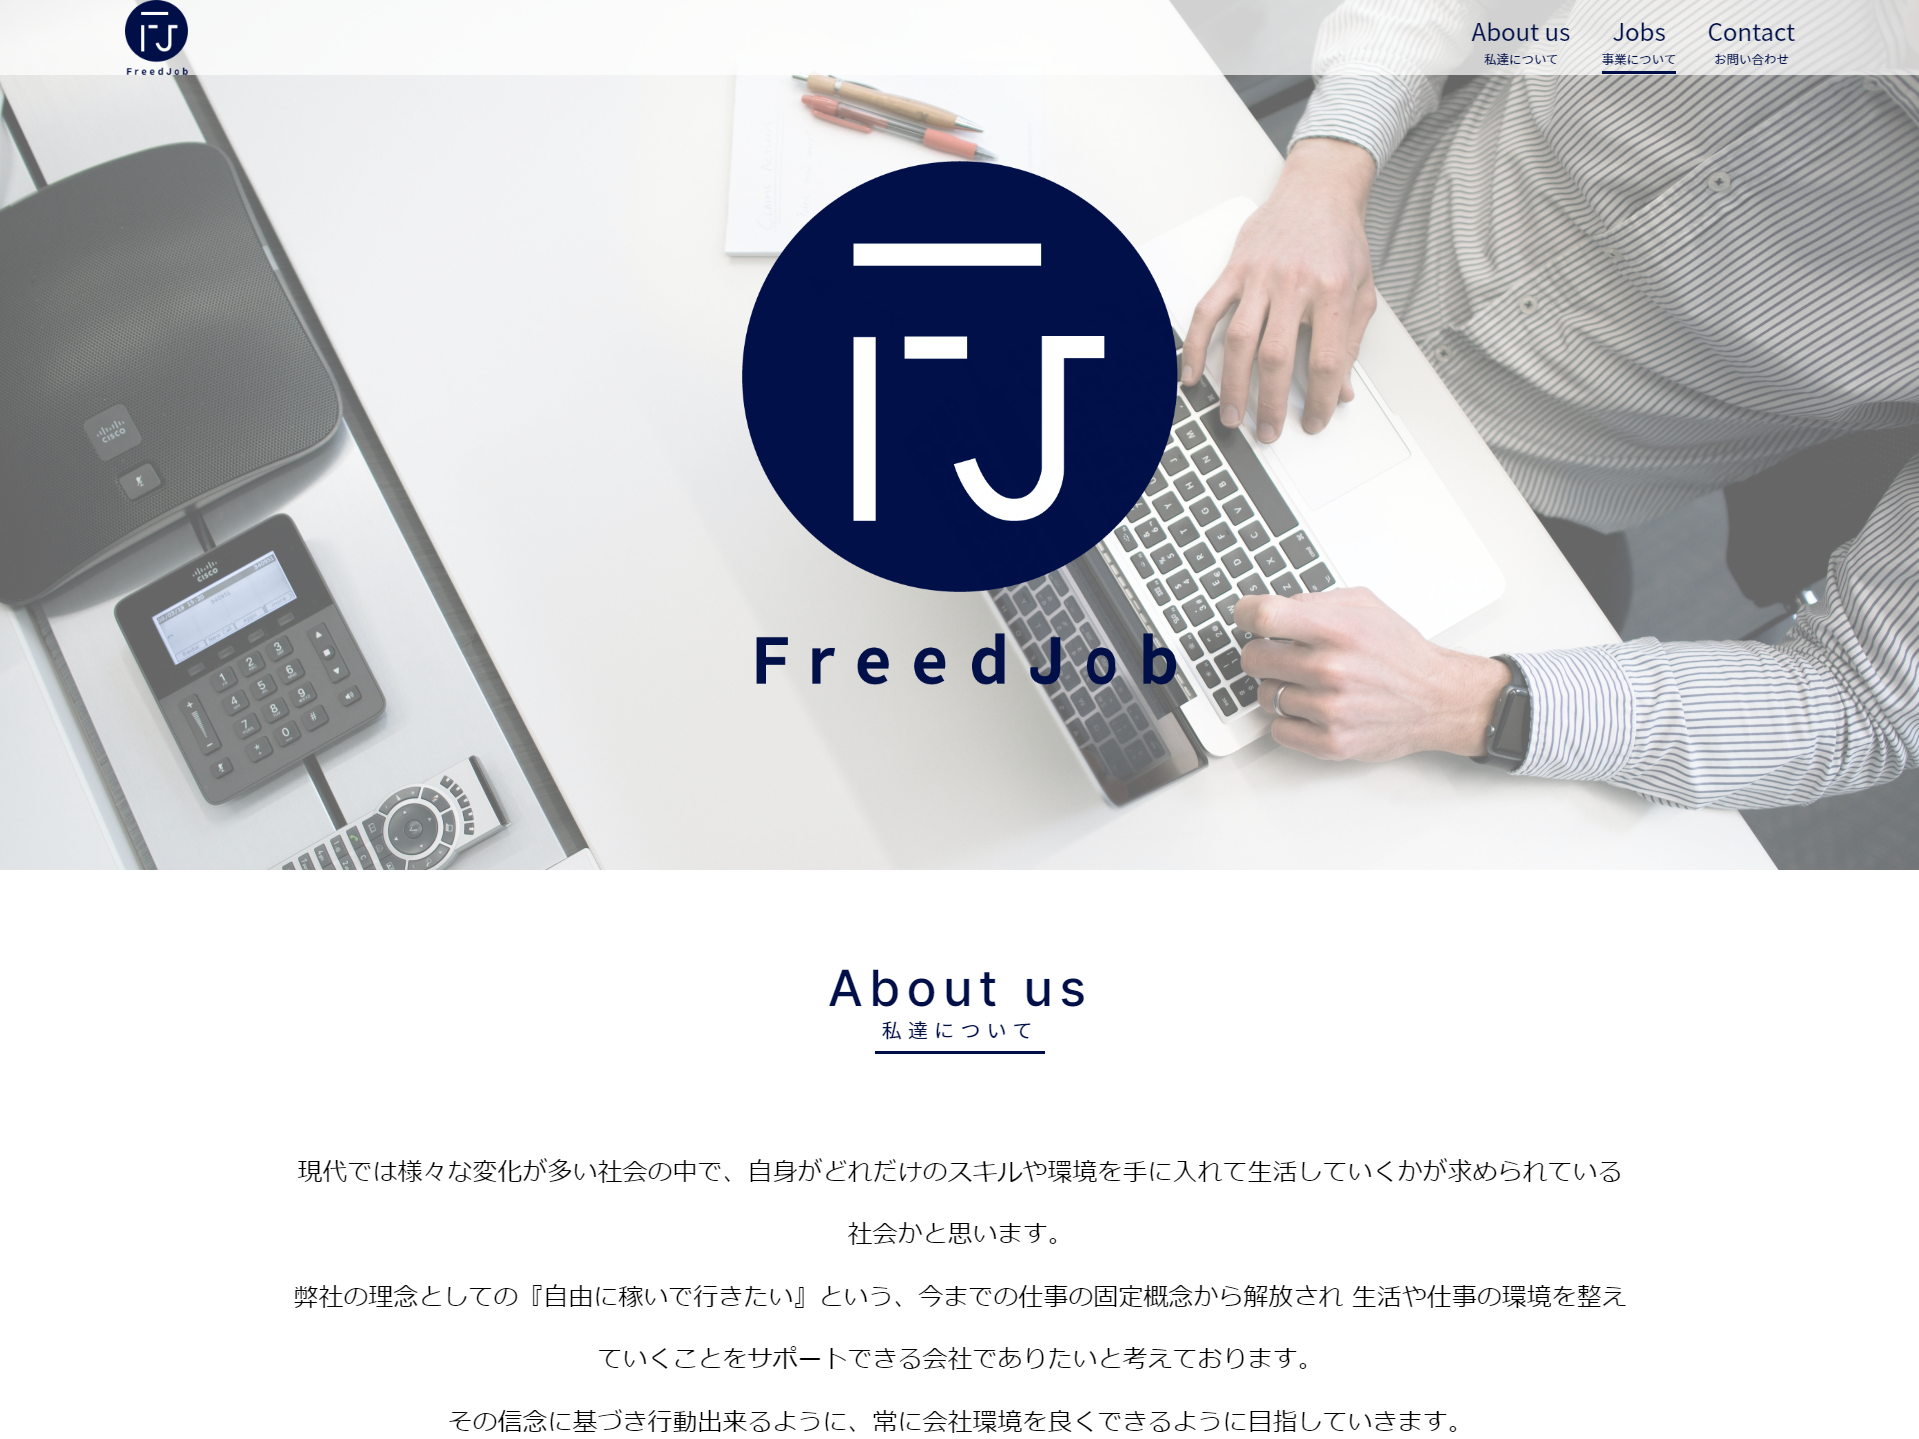 FreedJob
About us
私達について
Jobs
事業について
Contact
お問い合わせ
CISCO
CISCO
FreedJob
About us
私達について
現代では様々な変化が多い社会の中で、自身がどれだけのスキルや環境を手に入れて生活していくかが求められている
社会かと思います。
弊社の理念としての『自由に稼いで行きたい』という、今までの仕事の固定概念から解放され 生活や仕事の環境を整え
ていくことをサポートできる会社でありたいと考えております。
その信念に基づき行動出来るように、常に会社環境を良くできるように目指していきます。